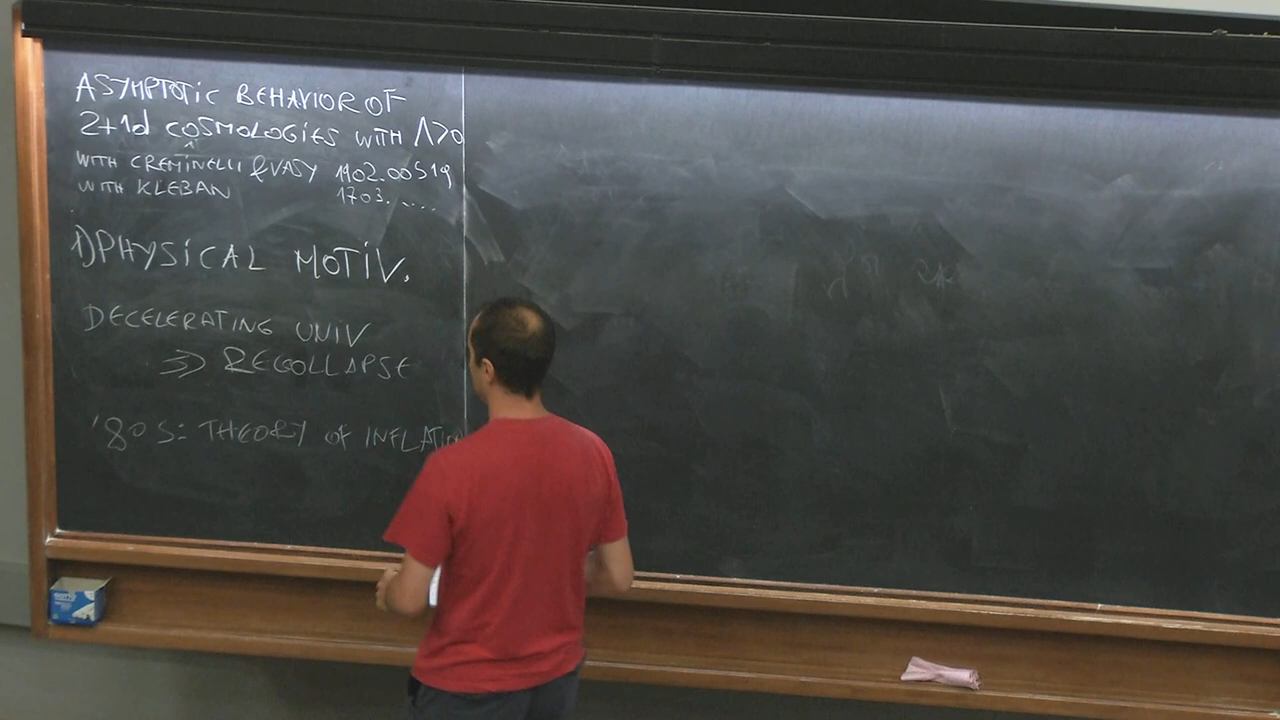 ASYMPTOTIC BEHAVIOR OF
2+1d COSMOLOGIES WITH Λ>0
WITH CREMINELLI & VASY 1902.00519
WITH KLEBAN 1703. ....
1) PHYSICAL MOTIV.
DECELERATING UNIV
⇒ RECOLLAPSE
'80s: THEORY OF INFLATION